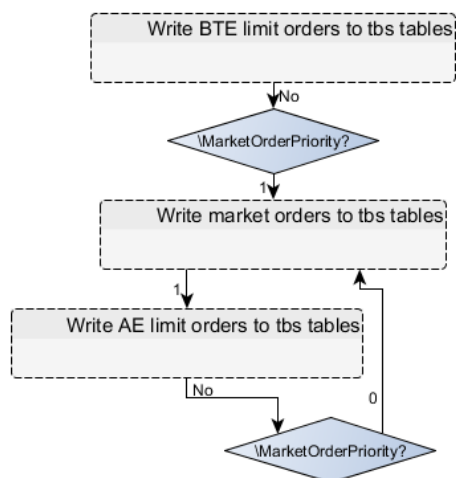 Write BTE limit orders to tbs tables
No
\MarketOrderPriority?
1
Write market orders to tbs tables
1
Write AE limit orders to tbs tables
No
0
\MarketOrderPriority?